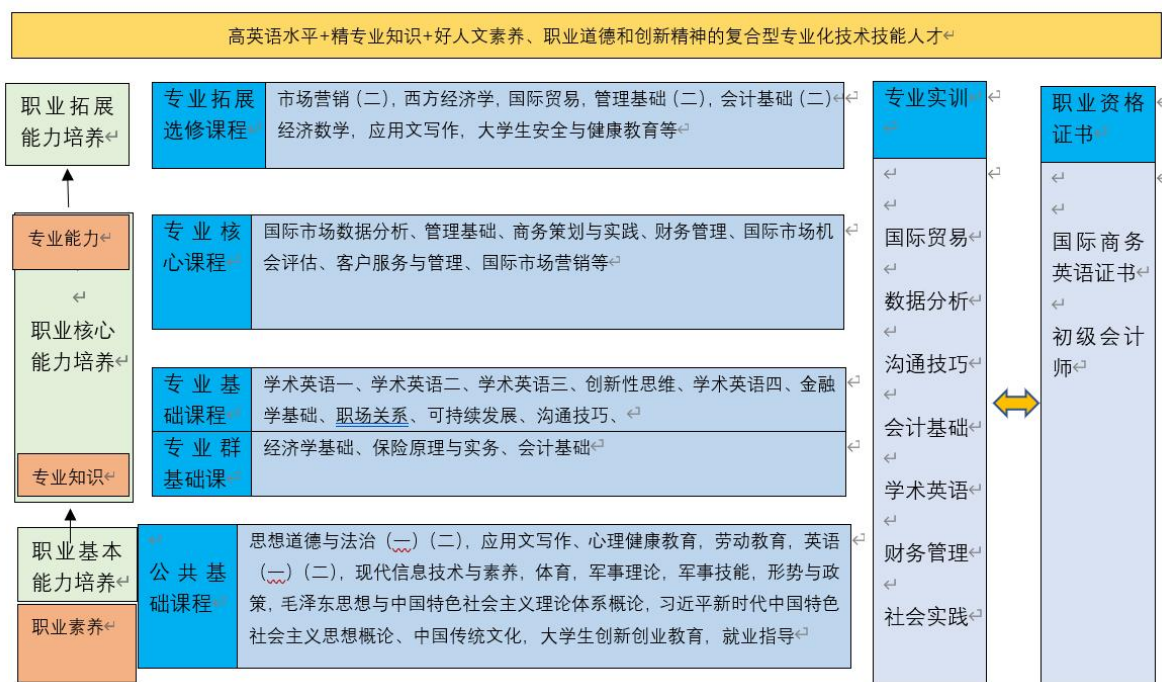 高英语水平+精专业知识+好人文素养、职业道德和创新精神的复合型专业化技术技能人才
职业拓展
能力培养
专业能力
职业核心
能力培养
专业知识
职业基本
能力培养
职业素养
专业拓展
选修课程
市场营销(二), 西方经济学, 国际贸易, 管理基础(二), 会计基础(二)
经济数学, 应用文写作, 大学生安全与健康教育等
专业核
心课程
国际市场数据分析、管理基础、商务策划与实践、财务管理、国际市场机
会评估、客户服务与管理、国际市场营销等
专业基
础课程
学术英语一、学术英语二、学术英语三、创新性思维、学术英语四、金融
学基础、职场关系、可持续发展、沟通技巧、
专业群
基础课
经济学基础、保险原理与实务、会计基础
公共基
础课程
思想道德与法治(一)(二), 应用文写作、心理健康教育, 劳动教育, 英语
(一)(二), 现代信息技术与素养, 体育, 军事理论, 军事技能, 形势与政
策, 毛泽东思想与中国特色社会主义理论体系概论, 习近平新时代中国特色
社会主义思想概论、中国传统文化, 大学生创新创业教育, 就业指导
专业实训
国际贸易
数据分析
沟通技巧
会计基础
学术英语
财务管理
社会实践
职业资格
证书
国际商务
英语证书
初级会计
师